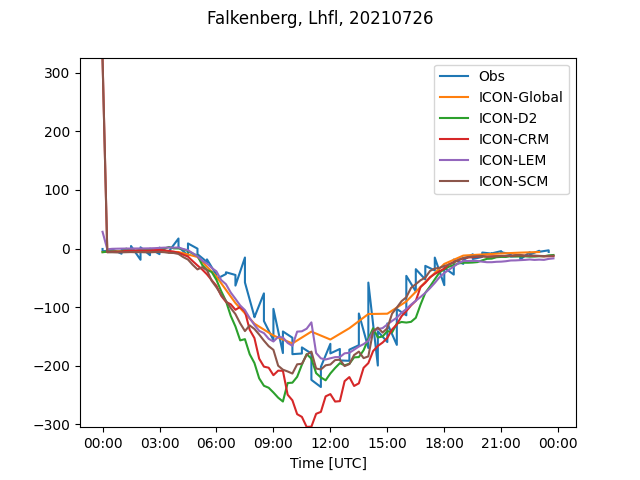 Falkenberg, Lhfl, 20210726
Obs
ICON-Global
ICON-D2
ICON-CRM
ICON-LEM
ICON-SCM
300
200
100
0
−100
−200
−300
00:00 03:00 06:00 09:00 12:00 15:00 18:00 21:00 00:00
Time [UTC]